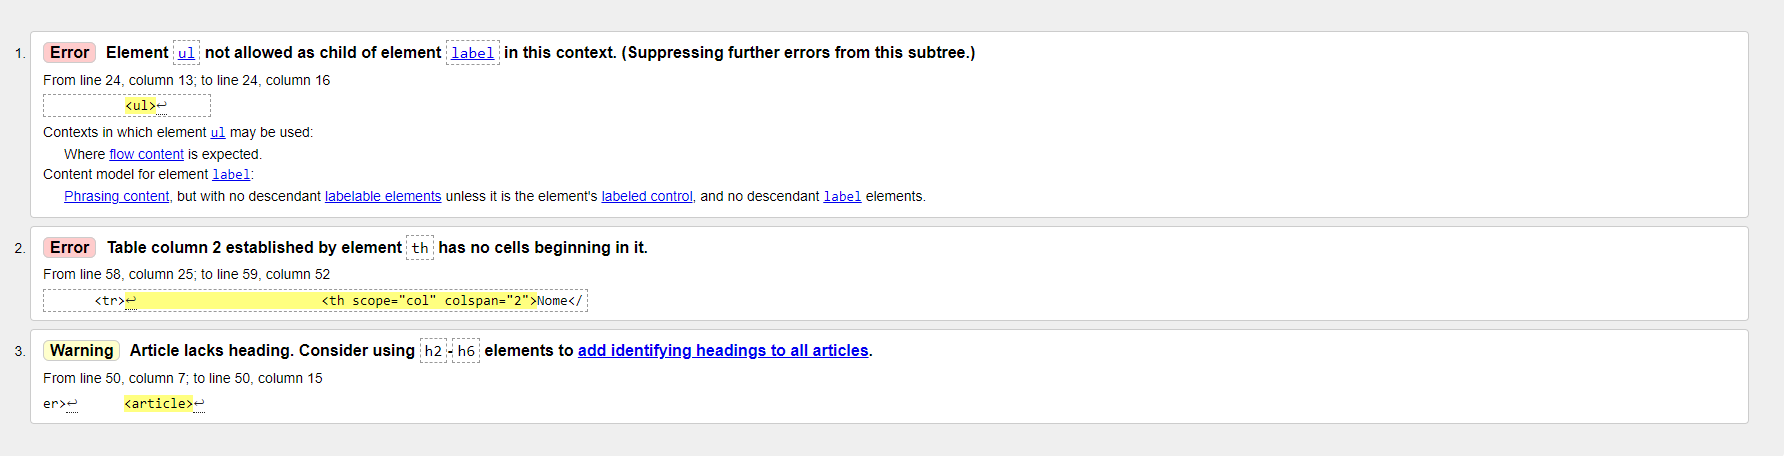 1. Error Element ul not allowed as child of element label in this context. (Suppressing further errors from this subtree.)
From line 24, column 13; to line 24, column 16
<ul>↩
Contexts in which element ul may be used:
Where flow content is expected.
Content model for element label:
Phrasing content, but with no descendant labelable elements unless it is the element's labeled control, and no descendant label elements.
2. Error Table column 2 established by element th has no cells beginning in it.
From line 58, column 25; to line 59, column 52
<tr>↩ <th scope="col" colspan="2">Nome</
3. Warning Article lacks heading. Consider using h2-h6 elements to add identifying headings to all articles.
From line 50, column 7; to line 50, column 15
er>↩ <article>↩